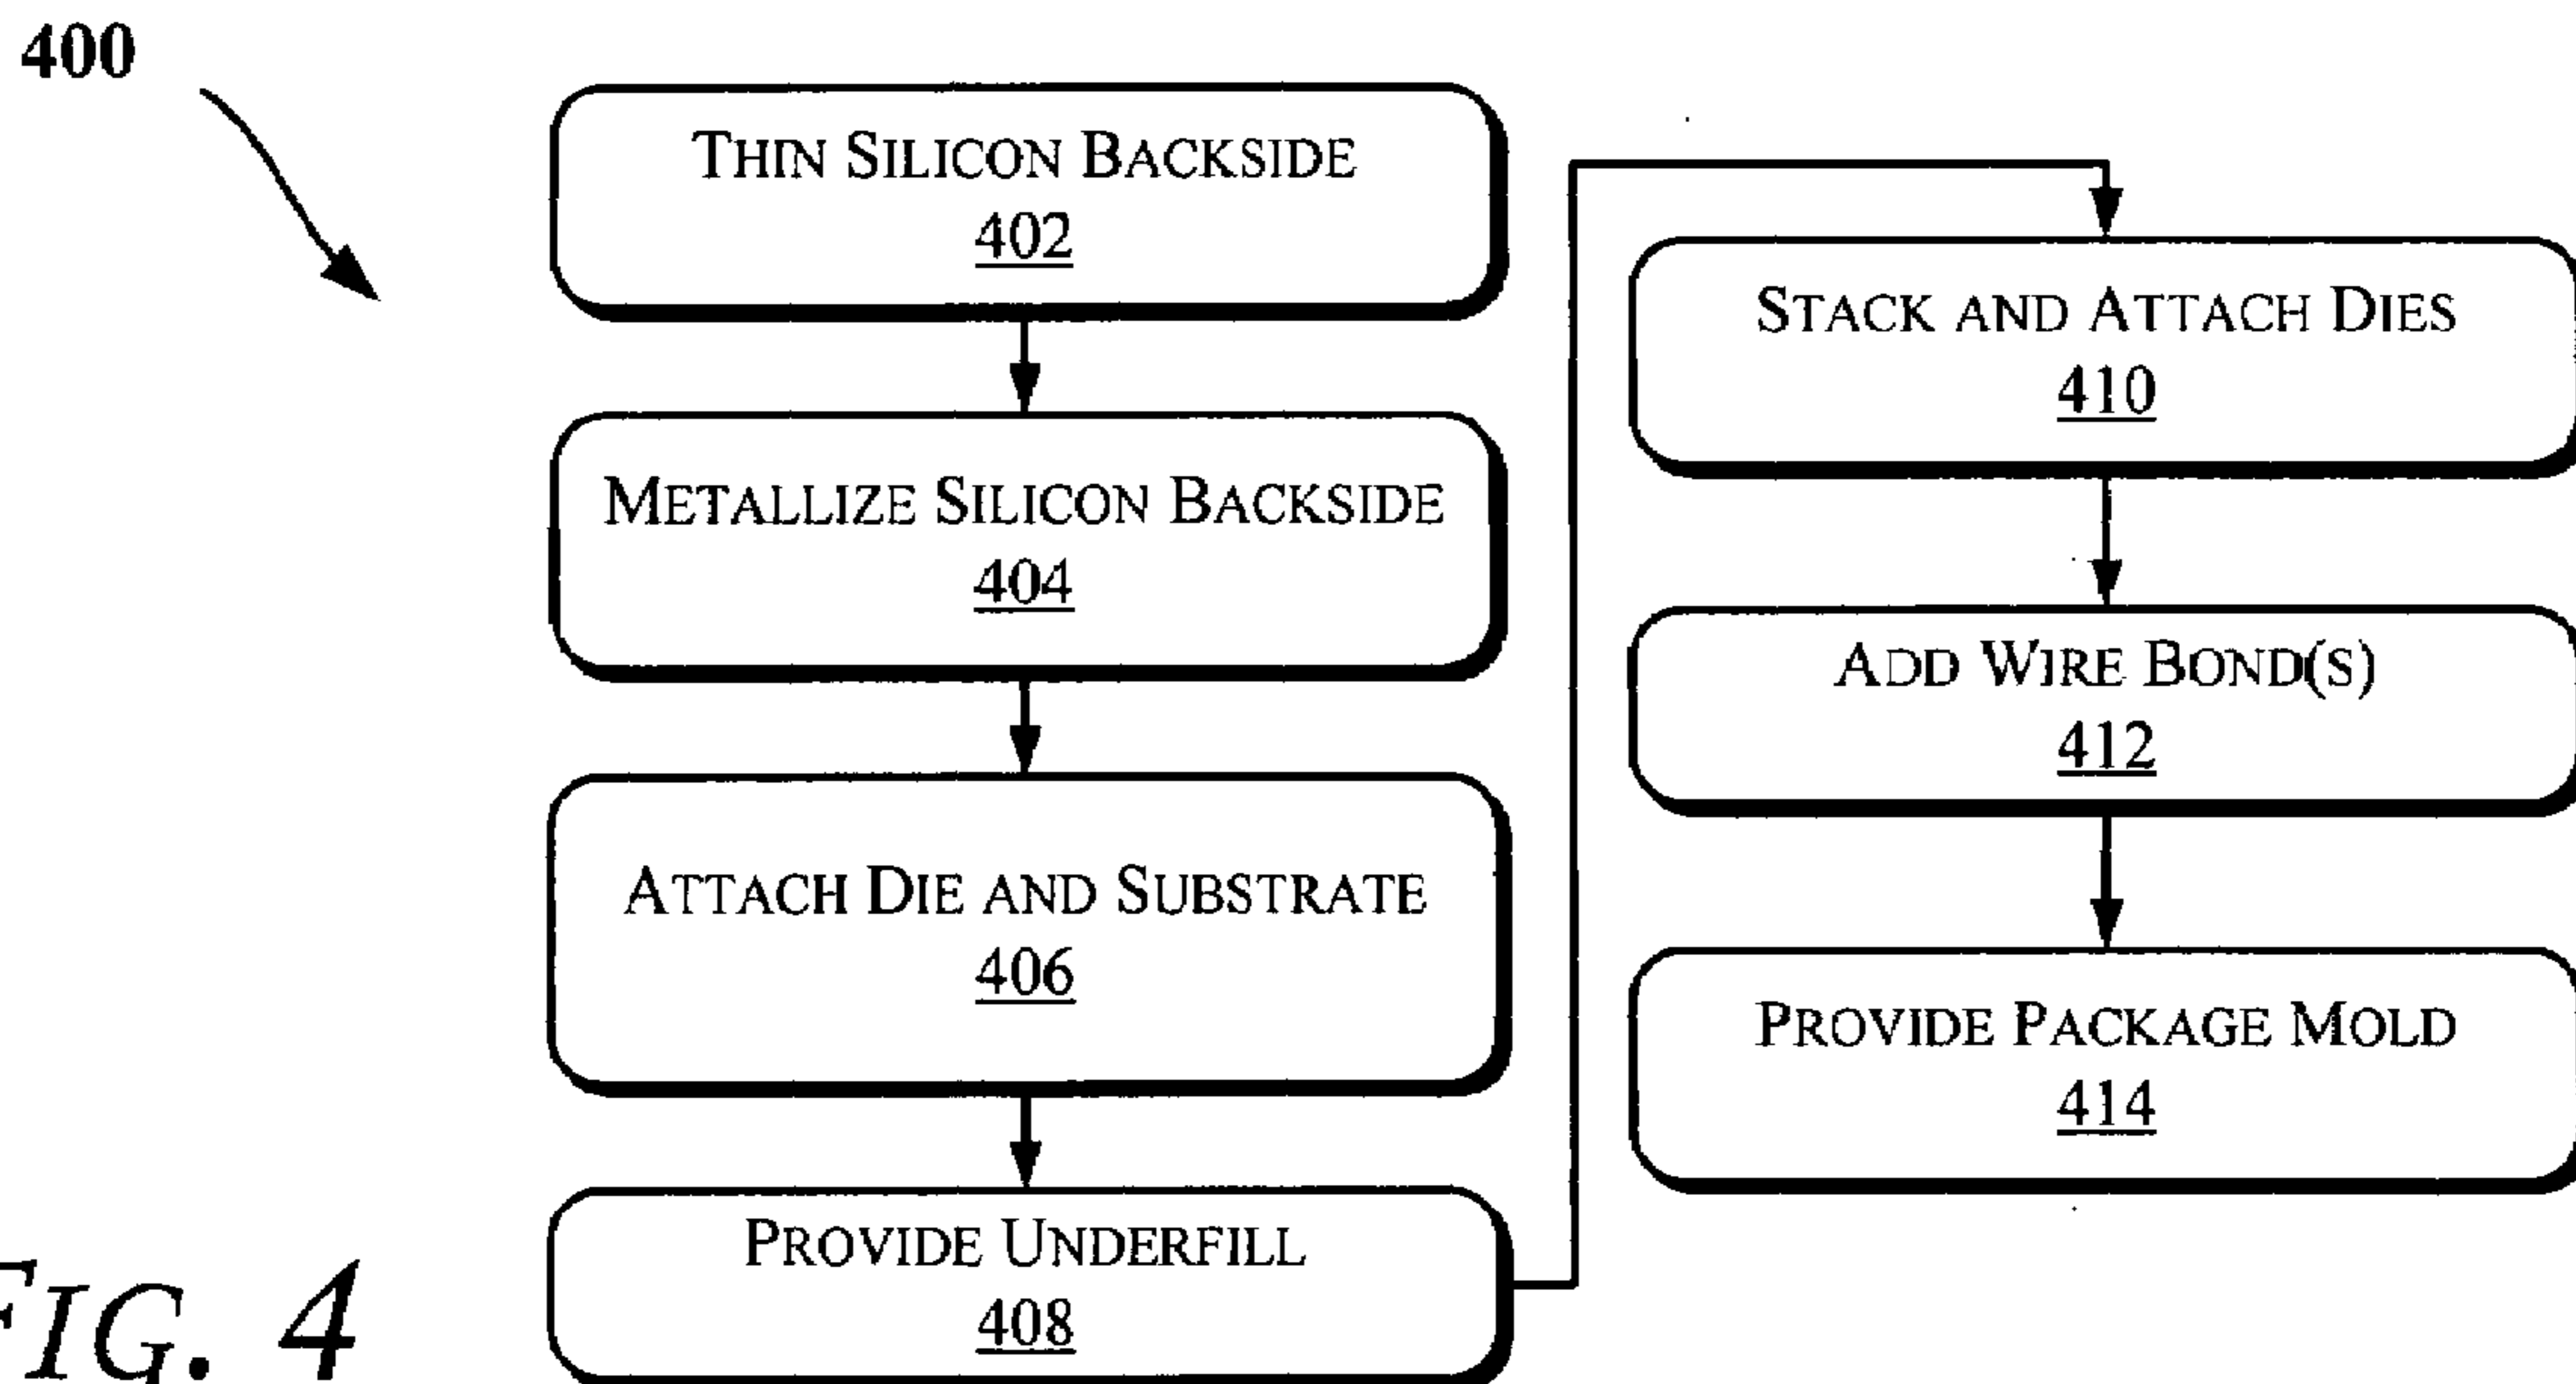 400
THIN SILICON BACKSIDE
402
METALLIZE SILICON BACKSIDE
404
ATTACH DIE AND SUBSTRATE
406
PROVIDE UNDERFILL
408
STACK AND ATTACH DIES
410
ADD WIRE BOND(S)
412
PROVIDE PACKAGE MOLD
414
FIG. 4